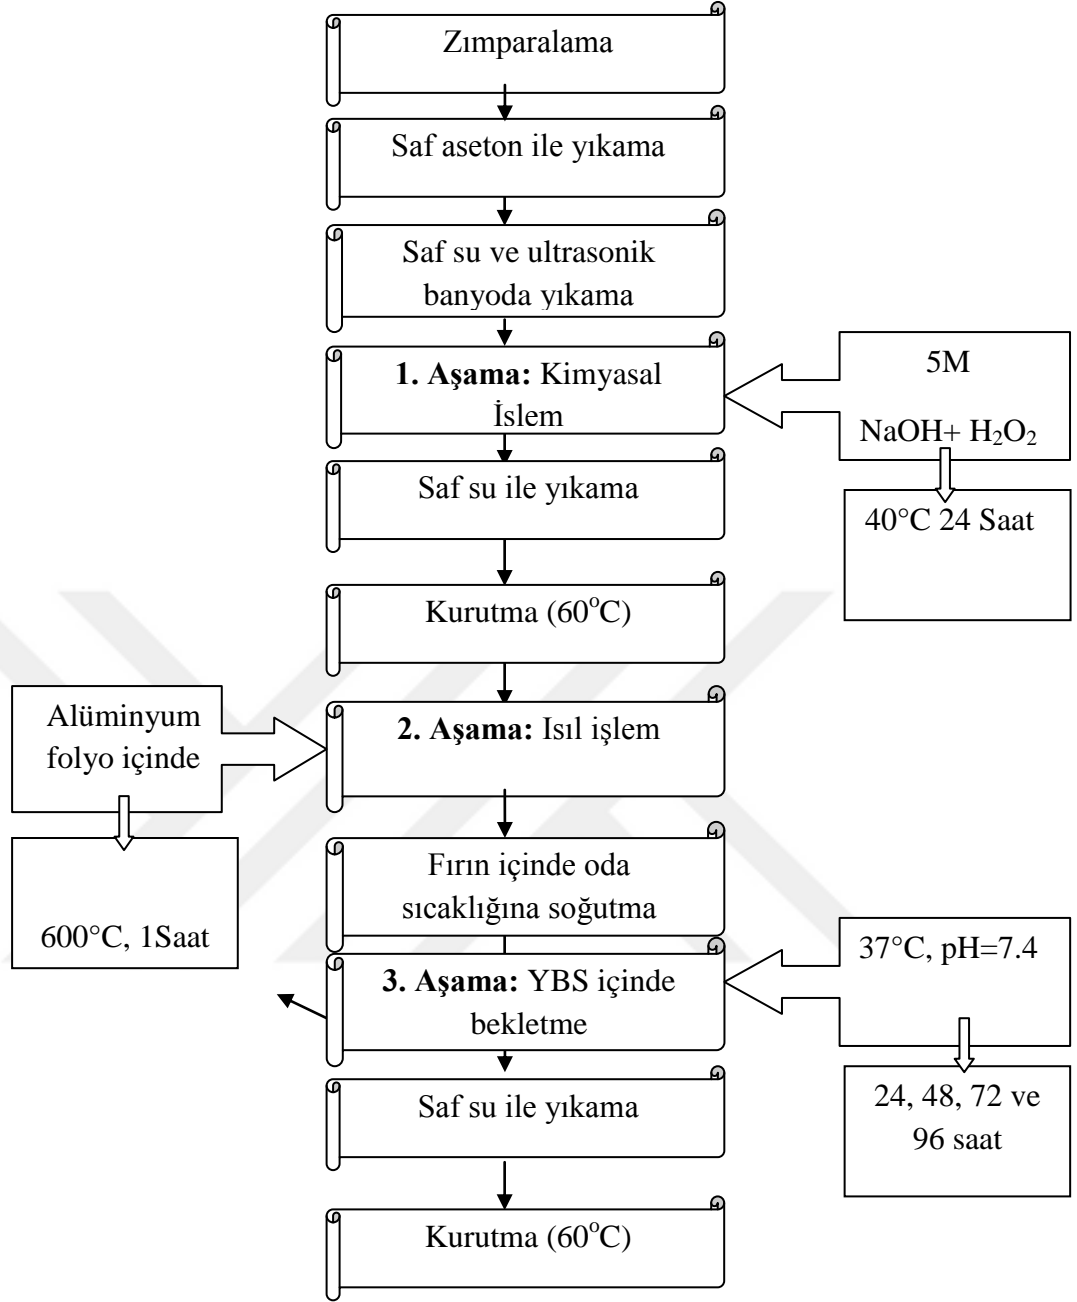 Zımparalama
Saf aseton ile yıkama
Saf su ve ultrasonik
banyoda yıkama
1. Aşama: Kimyasal
İşlem
5M
NaOH+ H₂O₂
40°C 24 Saat
Saf su ile yıkama
Kurutma (60°C)
2. Aşama: Isıl işlem
Alüminyum
folyo içinde
600°C, 1Saat
Fırın içinde oda
sıcaklığına soğutma
3. Aşama: YBS içinde
bekletme
37°C, pH=7.4
24, 48, 72 ve
96 saat
Saf su ile yıkama
Kurutma (60°C)